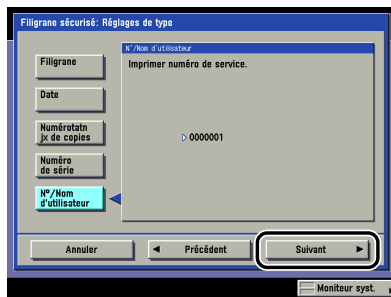 Filigrane sécurisé: Réglages de type
N°/Nom d'utilisateur
Imprimer numéro de service.
Filigrane
Date
Numérotatn
jx de copies
0000001
Numéro
de série
N°/Nom
d'utilisateur
Annuler
Précédent
Suivant
Moniteur syst.